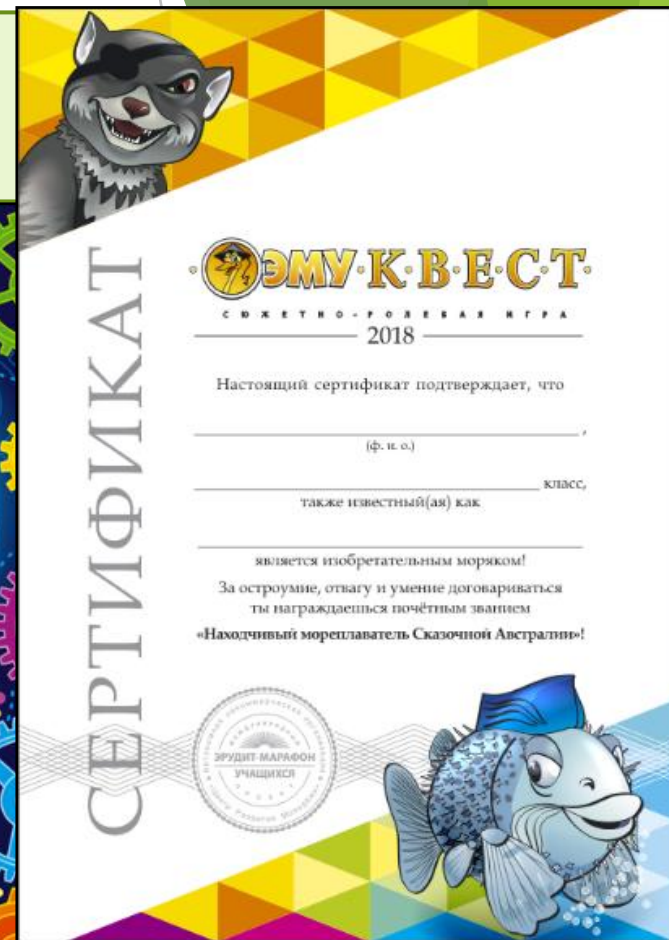 СЕРТИФИКАТ
ЭМУ·К·В·Е·С·Т·
СЮЖЕТНО-РОЛЕВАЯ ИГРА
2018
Настоящий сертификат подтверждает, что
,
(ф. и. о.)
класс,
также известный(ая) как
является изобретательным моряком!
За остроумие, отвагу и умение договариваться
ты награждаешься почётным званием
«Находчивый мореплаватель Сказочной Австралии»!
ЭРУДИТ-МАРАФОН
УЧАЩИХСЯ